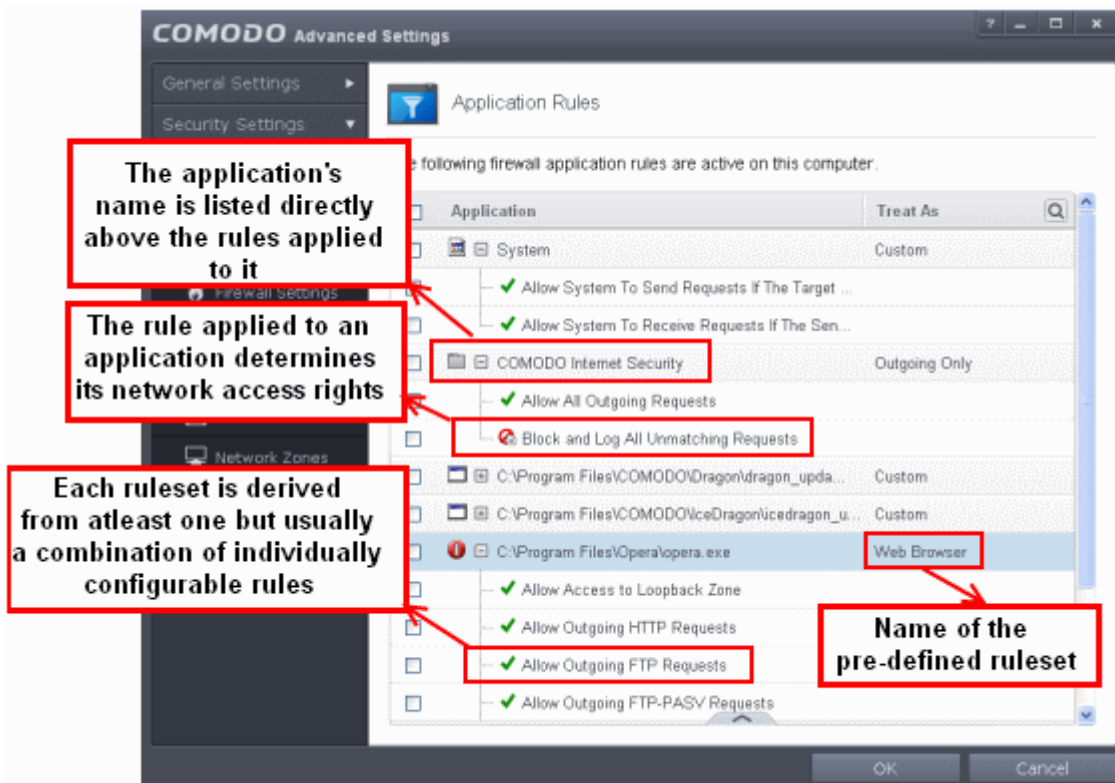 COMODO Advanced Settings
General Settings
Security Settings
Application Rules
The application's
name is listed directly
above the rules applied
to it
e following firewall application rules are active on this computer.
Application
Treat As
System
Custom
Allow System To Send Requests If The Target ...
Firewall Settings
Allow System To Receive Requests If The Sen...
The rule applied to an
application determines
its network access rights
COMODO Internet Security
Outgoing Only
Allow All Outgoing Requests
Block and Log All Unmatching Requests
Network Zones
Each ruleset is derived
from atleast one but usually
a combination of individually
configurable rules
C:\Program Files\COMODO\Dragon\dragon_upda...
Custom
C:\Program Files\COMODO\IceDragon\icedragon_u...
Custom
C:\Program Files\Opera\opera.exe
Web Browser
Allow Access to Loopback Zone
Allow Outgoing HTTP Requests
Name of the
pre-defined ruleset
Allow Outgoing FTP Requests
Allow Outgoing FTP-PASV Requests
OK
Cancel